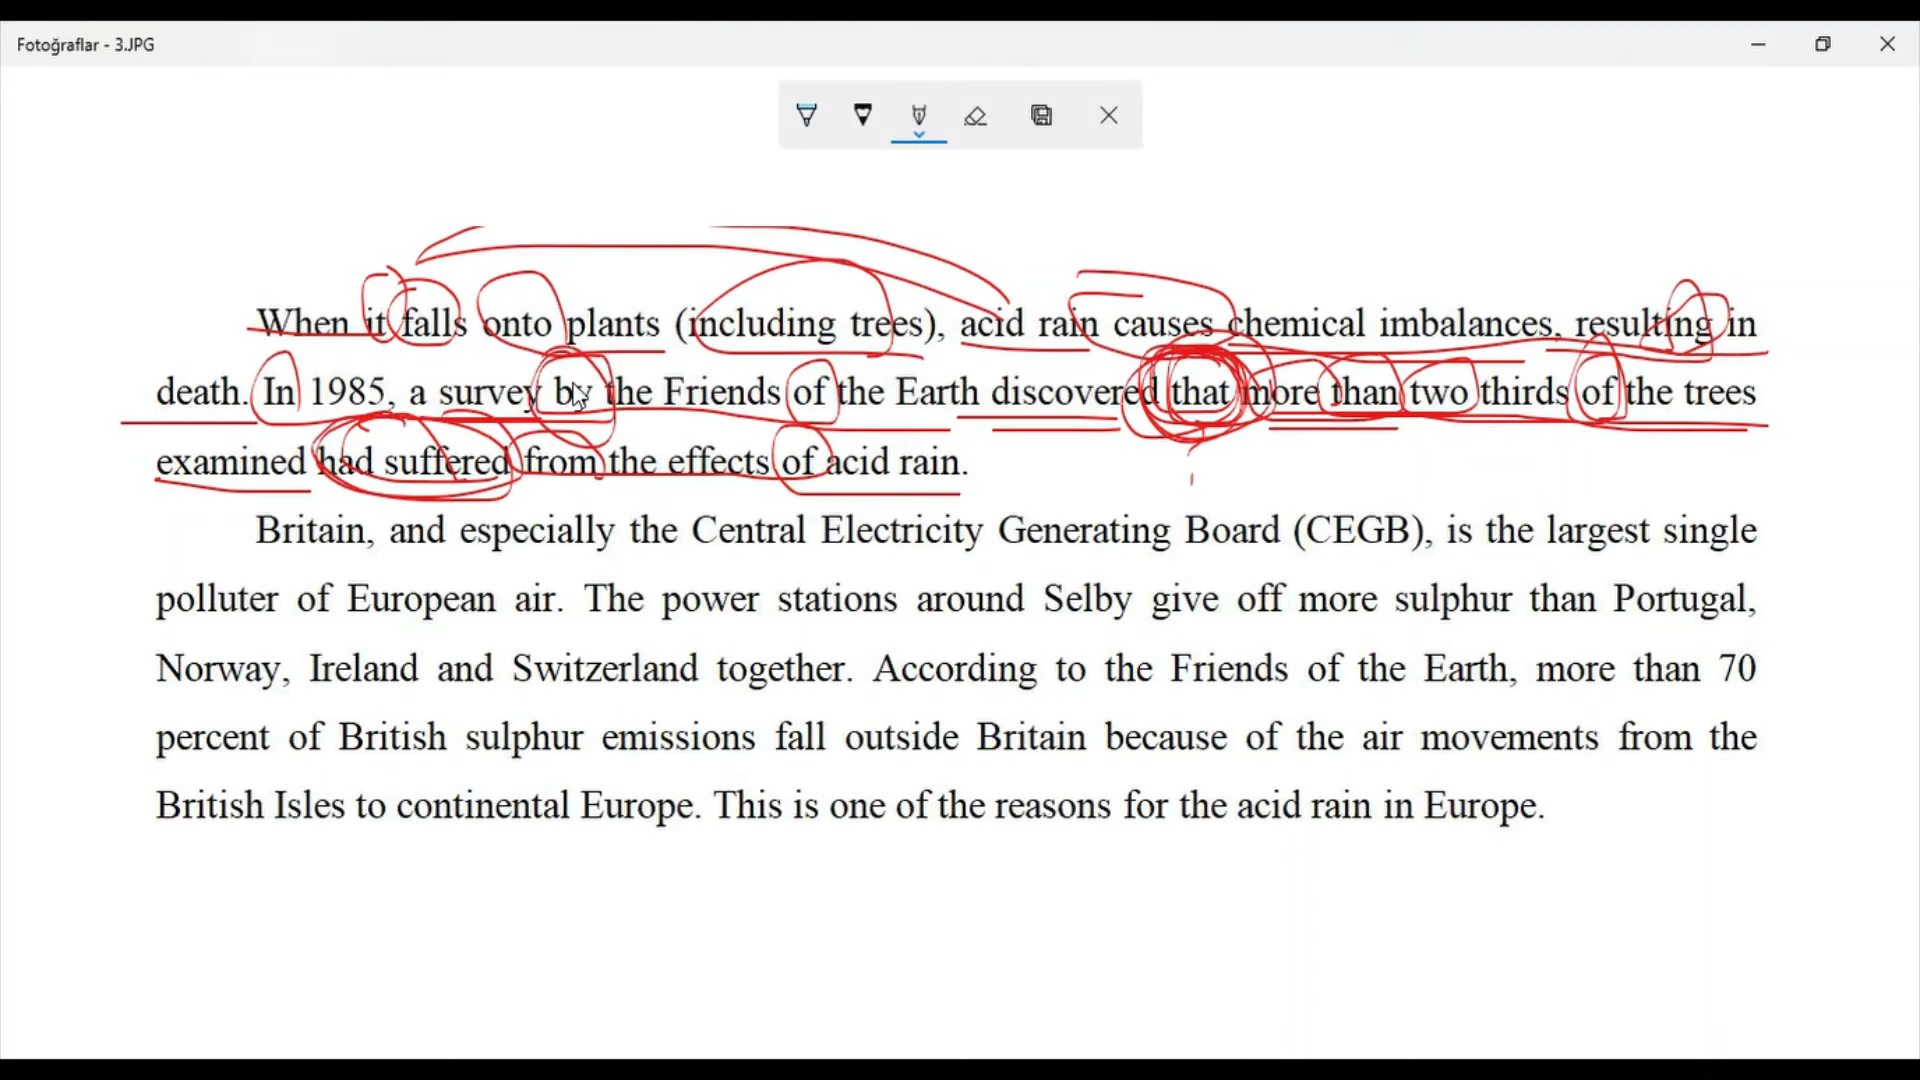 Fotoğraflar - 3.JPG
When it falls onto plants (including trees), acid rain causes chemical imbalances, resulting in
death. In 1985, a survey by the Friends of the Earth discovered that more than two thirds of the trees
examined had suffered from the effects of acid rain.
Britain, and especially the Central Electricity Generating Board (CEGB), is the largest single
polluter of European air. The power stations around Selby give off more sulphur than Portugal,
Norway, Ireland and Switzerland together. According to the Friends of the Earth, more than 70
percent of British sulphur emissions fall outside Britain because of the air movements from the
British Isles to continental Europe. This is one of the reasons for the acid rain in Europe.